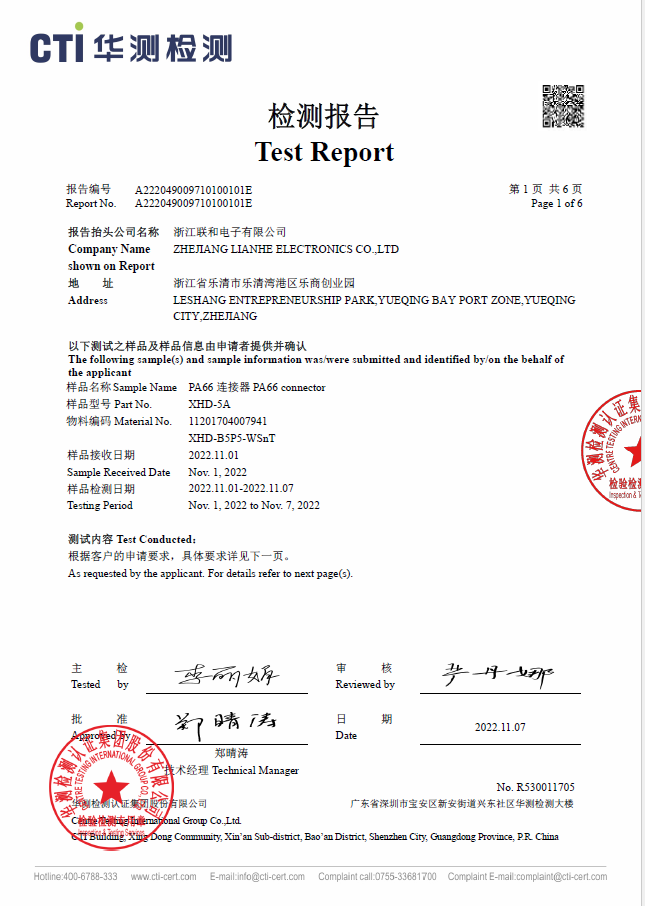 CTI 华测检测
检测报告
Test Report
报告编号 A222049009710100101E 第 1 页 共 6 页
Report No. A222049009710100101E Page 1 of 6
报告抬头公司名称 浙江联和电子有限公司
Company Name ZHEJIANG LIANHE ELECTRONICS CO.,LTD
shown on Report
地 址 浙江省乐清市乐清湾港区乐商创业园
Address LESHANG ENTREPRENEURSHIP PARK,YUEQING BAY PORT ZONE,YUEQING
CITY,ZHEJIANG
以下测试之样品及样品信息由申请者提供并确认
The following sample(s) and sample information was/were submitted and identified by/on the behalf of
the applicant
样品名称 Sample Name PA66 连接器 PA66 connector
样品型号 Part No. XHD-5A
物料编码 Material No. 11201704007941
XHD-B5P5-WSnT
样品接收日期 2022.11.01
Sample Received Date Nov. 1, 2022
样品检测日期 2022.11.01-2022.11.07
Testing Period Nov. 1, 2022 to Nov. 7, 2022
测试内容 Test Conducted:
根据客户的申请要求，具体要求详见下一页。
As requested by the applicant. For details refer to next page(s).
主 检 审 核
Tested by Reviewed by
批 准 郑晴涛 日 期
Approved by Date 2022.11.07
郑晴涛
技术经理 Technical Manager
No. R530011705
华测检测认证集团股份有限公司 广东省深圳市宝安区新安街道兴东社区华测检测大楼
Centre Testing International Group Co.,Ltd.
CTI Building, Xing Dong Community, Xin'an Sub-district, Bao'an District, Shenzhen City, Guangdong Province, P.R. China
华测检测认证集团股份有限公司
CENTRE TESTING INTERNATIONAL GROUP CO., LTD
检验检测专用章
Inspection & Testing Services
Hotline:400-6788-333 www.cti-cert.com E-mail:info@cti-cert.com Complaint call:0755-33681700 Complaint E-mail:complaint@cti-cert.com